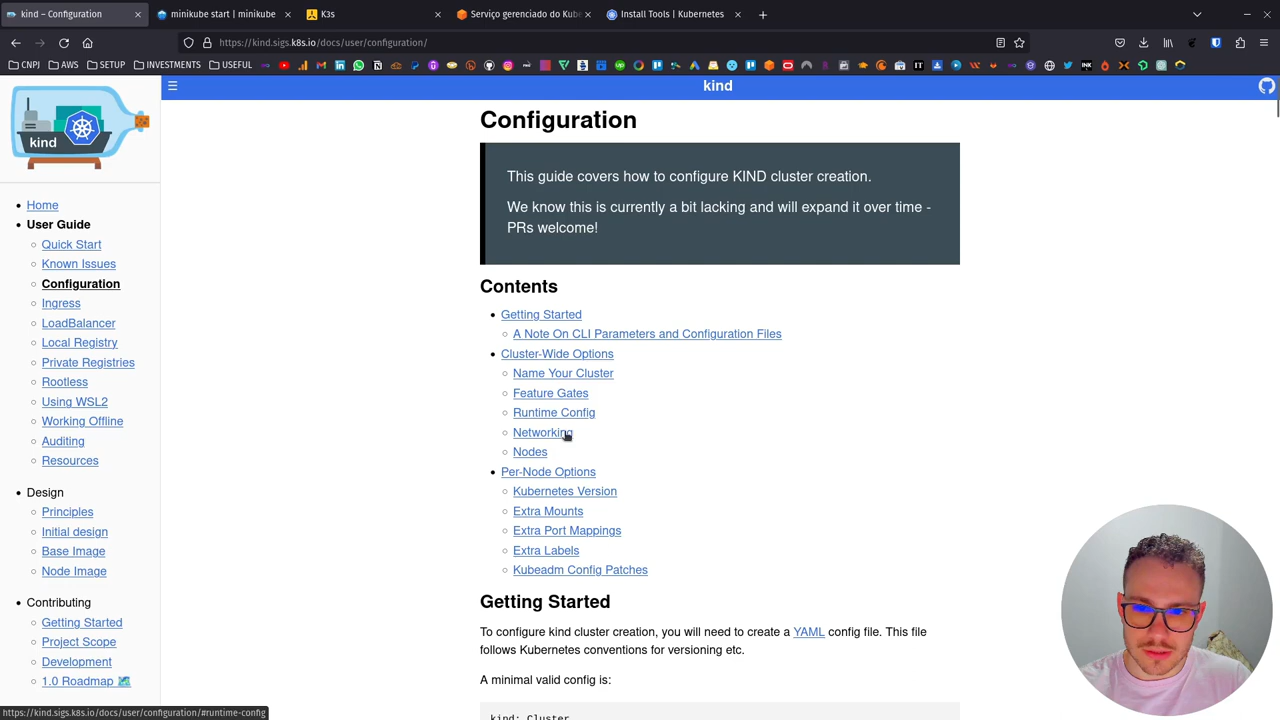 kind – Configuration
minikube start | minikube
K3s
Serviço gerenciado do Kube
Install Tools | Kubernetes
https://kind.sigs.k8s.io/docs/user/configuration/
CNPJ
AWS
SETUP
INVESTMENTS
USEFUL
kind
kind
Home
User Guide
Quick Start
Known Issues
Configuration
Ingress
LoadBalancer
Local Registry
Private Registries
Rootless
Using WSL2
Working Offline
Auditing
Resources
Design
Principles
Initial design
Base Image
Node Image
Contributing
Getting Started
Project Scope
Development
1.0 Roadmap 🗺️
Configuration
This guide covers how to configure KIND cluster creation.
We know this is currently a bit lacking and will expand it over time -
PRs welcome!
Contents
Getting Started
A Note On CLI Parameters and Configuration Files
Cluster-Wide Options
Name Your Cluster
Feature Gates
Runtime Config
Networking
Nodes
Per-Node Options
Kubernetes Version
Extra Mounts
Extra Port Mappings
Extra Labels
Kubeadm Config Patches
Getting Started
To configure kind cluster creation, you will need to create a YAML config file. This file
follows Kubernetes conventions for versioning etc.
A minimal valid config is:
kind: Cluster
https://kind.sigs.k8s.io/docs/user/configuration/#runtime-config